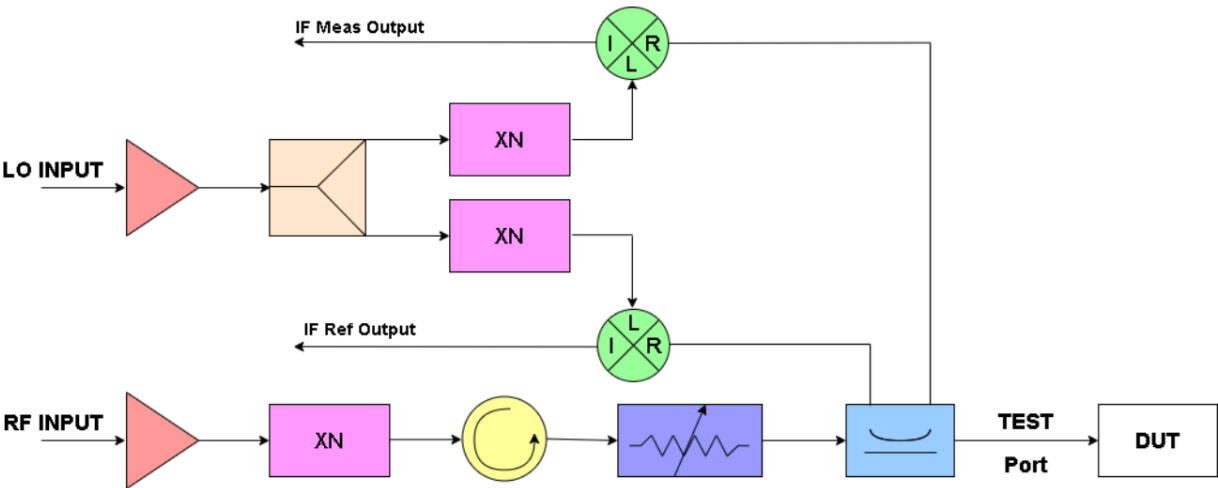 IF Meas Output
I R
L
XN
LO INPUT
XN
L
IF Ref Output
I R
RF INPUT
XN
TEST
Port
DUT